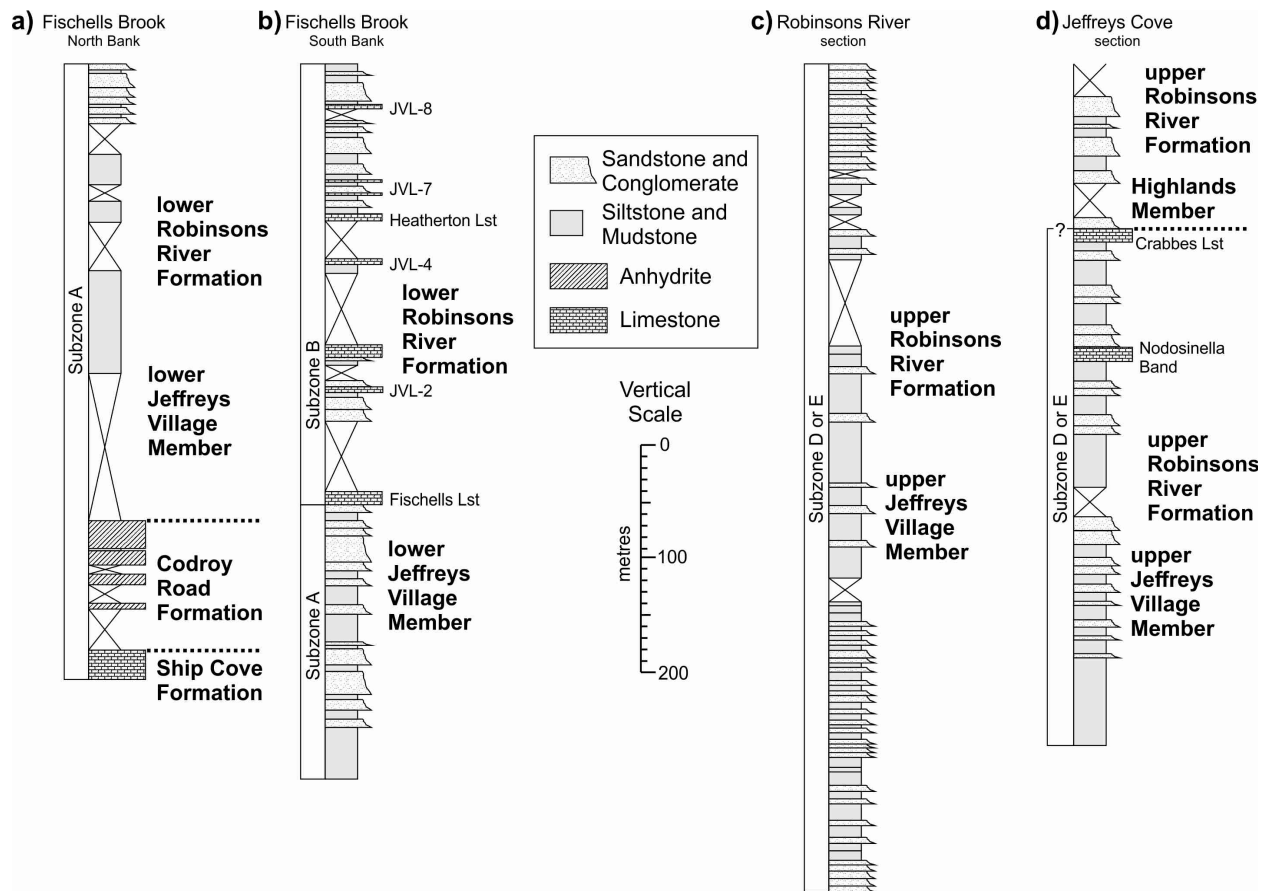 a) Fischells Brook
North Bank
Subzone A
lower
Robinsons
River
Formation
lower
Jeffreys
Village
Member
Codroy
Road
Formation
Ship Cove
Formation
b) Fischells Brook
South Bank
Subzone B
Subzone A
JVL-8
JVL-7
Heatherton Lst
JVL-4
lower
Robinsons
River
Formation
JVL-2
Fischells Lst
lower
Jeffreys
Village
Member
Sandstone and
Conglomerate
Siltstone and
Mudstone
Anhydrite
Limestone
Vertical
Scale
0
100
200
metres
c) Robinsons River
section
Subzone D or E
upper
Robinsons
River
Formation
upper
Jeffreys
Village
Member
d) Jeffreys Cove
section
upper
Robinsons
River
Formation
Highlands
Member
?
Crabbes Lst
Nodosinella
Band
Subzone D or E
upper
Robinsons
River
Formation
upper
Jeffreys
Village
Member